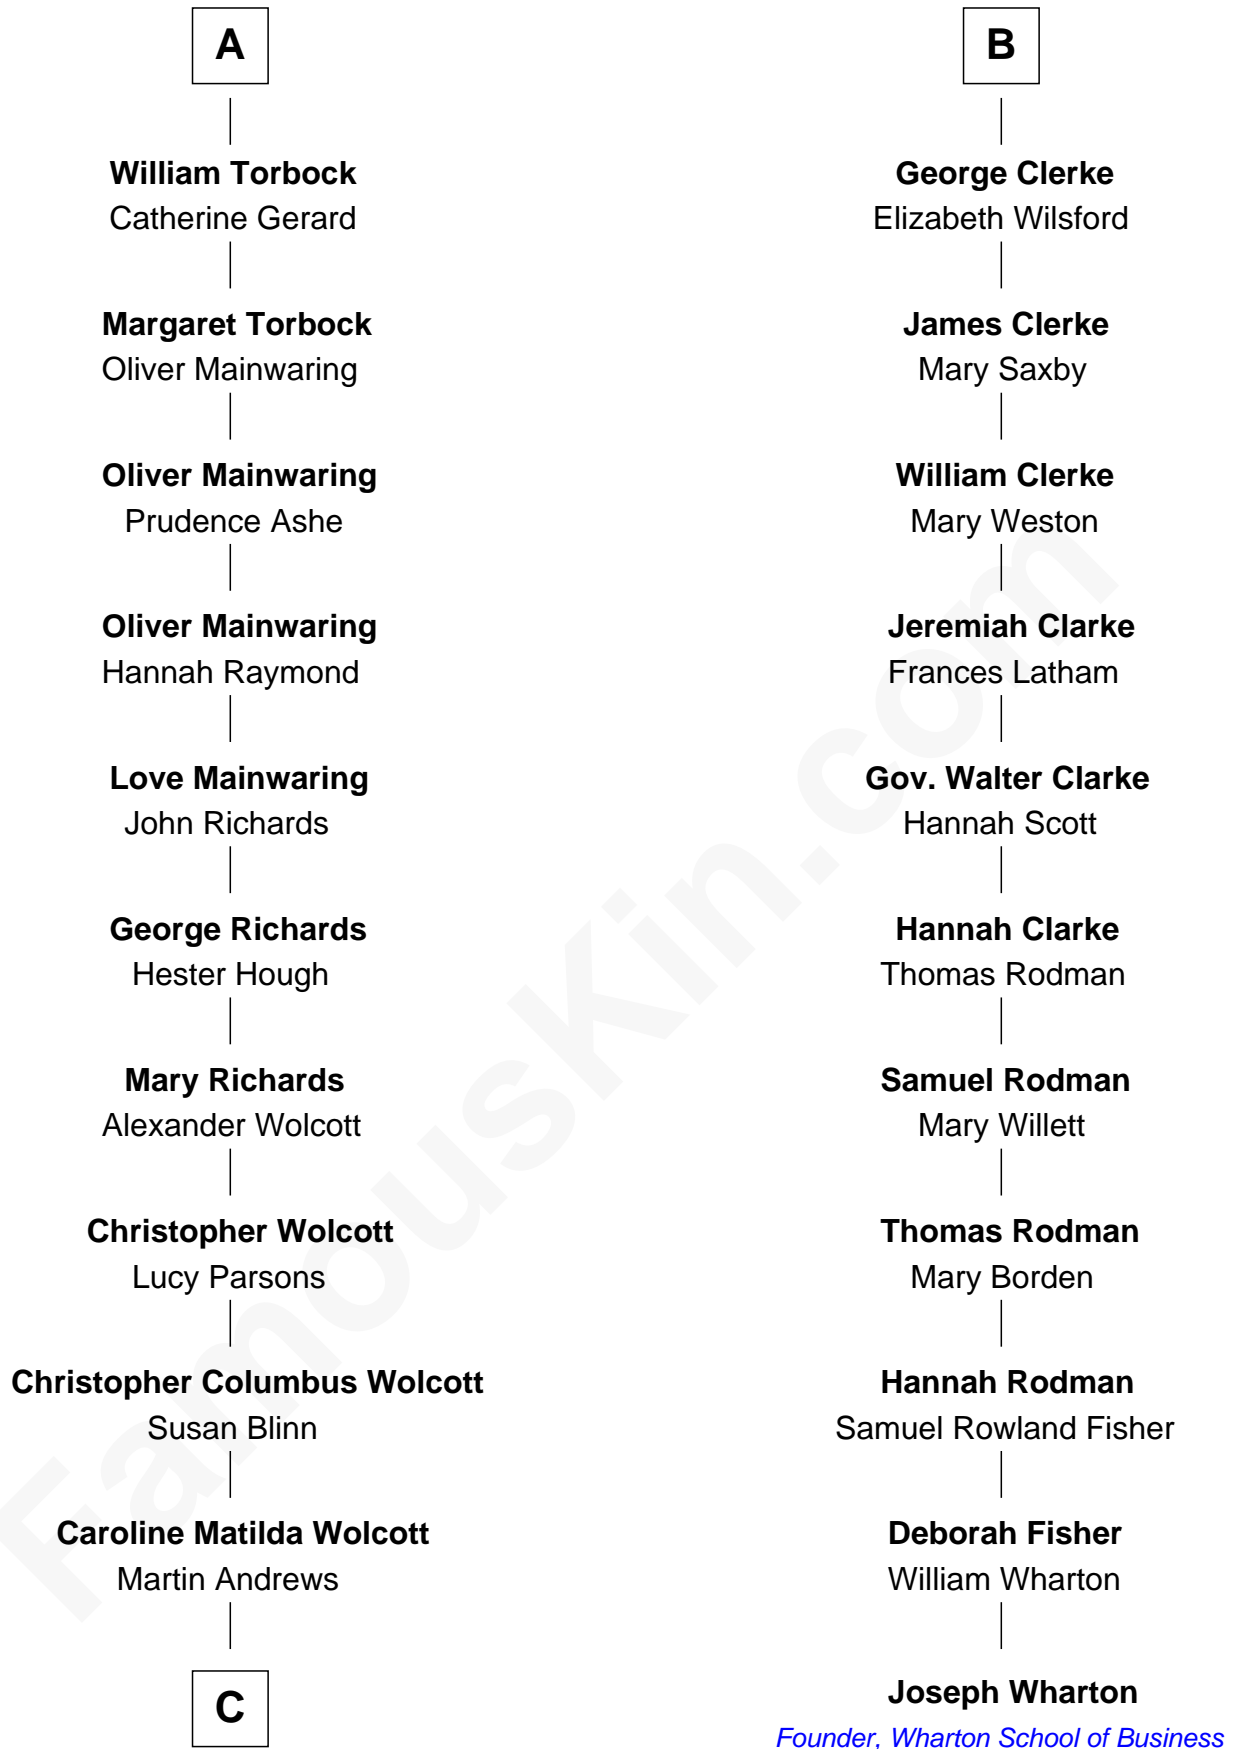 A
William Torbock
Catherine Gerard
Margaret Torbock
Oliver Mainwaring
Oliver Mainwaring
Prudence Ashe
Oliver Mainwaring
Hannah Raymond
Love Mainwaring
John Richards
George Richards
Hester Hough
Mary Richards
Alexander Wolcott
Christopher Wolcott
Lucy Parsons
Christopher Columbus Wolcott
Susan Blinn
Caroline Matilda Wolcott
Martin Andrews
C
B
George Clerke
Elizabeth Wilsford
James Clerke
Mary Saxby
William Clerke
Mary Weston
Jeremiah Clarke
Frances Latham
Gov. Walter Clarke
Hannah Scott
Hannah Clarke
Thomas Rodman
Samuel Rodman
Mary Willett
Thomas Rodman
Mary Borden
Hannah Rodman
Samuel Rowland Fisher
Deborah Fisher
William Wharton
Joseph Wharton
Founder, Wharton School of Business
FamousKin.com